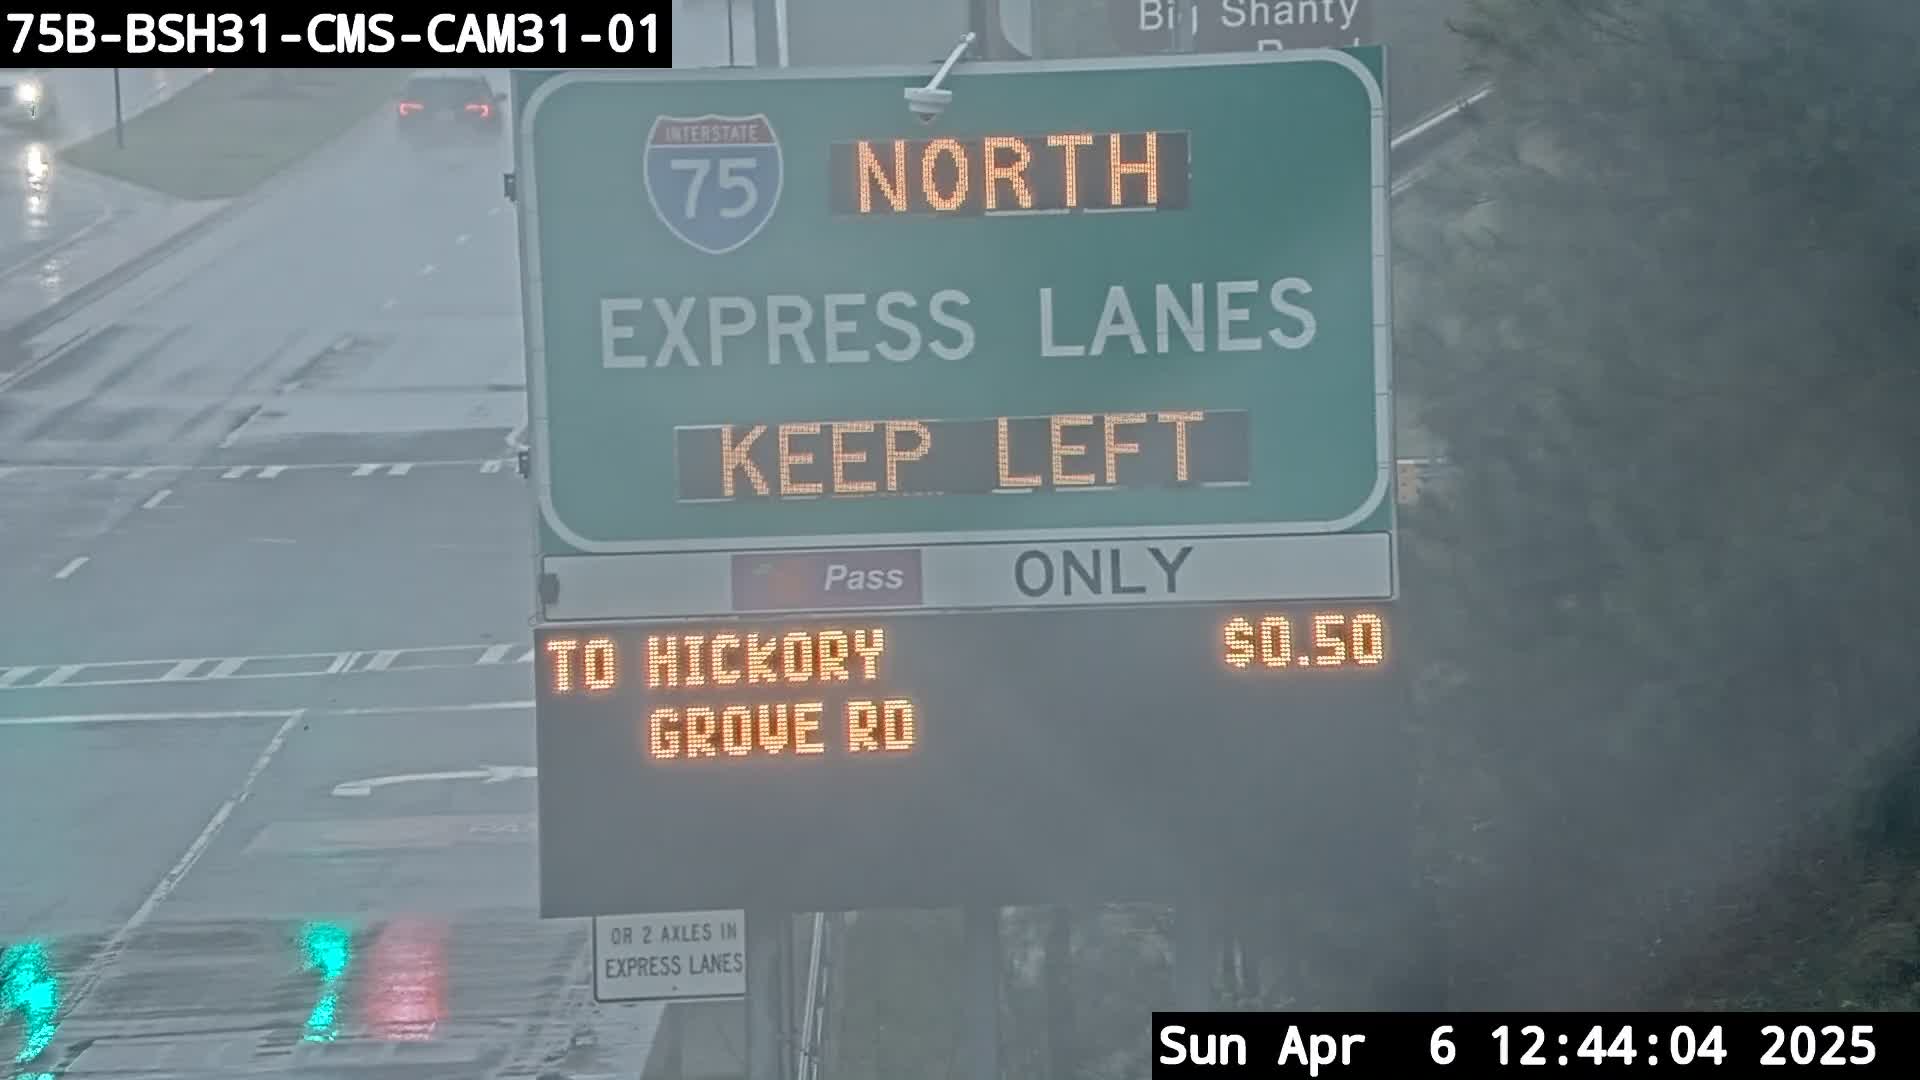 75B-BSH31-CMS-CAM31-01
Big Shanty
INTERSTATE
75
NORTH
EXPRESS LANES
KEEP LEFT
Pass ONLY
TO HICKORY $0.50
GROVE RD
OR 2 AXLES IN
EXPRESS LANES
Sun Apr 6 12:44:04 2025